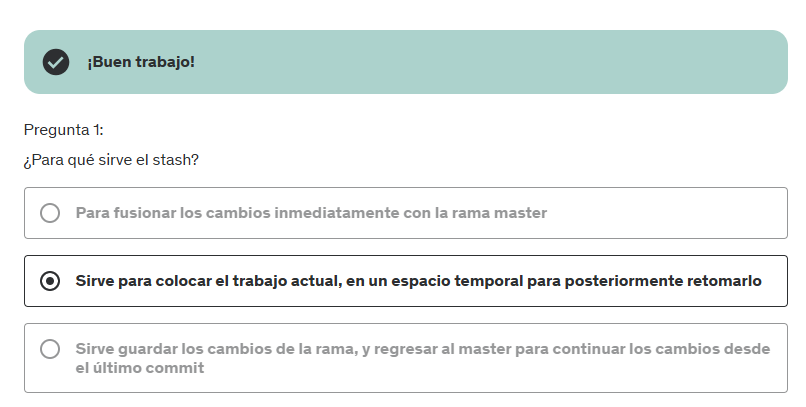 ¡Buen trabajo!
Pregunta 1:
¿Para qué sirve el stash?
Para fusionar los cambios inmediatamente con la rama master
Sirve para colocar el trabajo actual, en un espacio temporal para posteriormente retomarlo
Sirve guardar los cambios de la rama, y regresar al master para continuar los cambios desde
el último commit